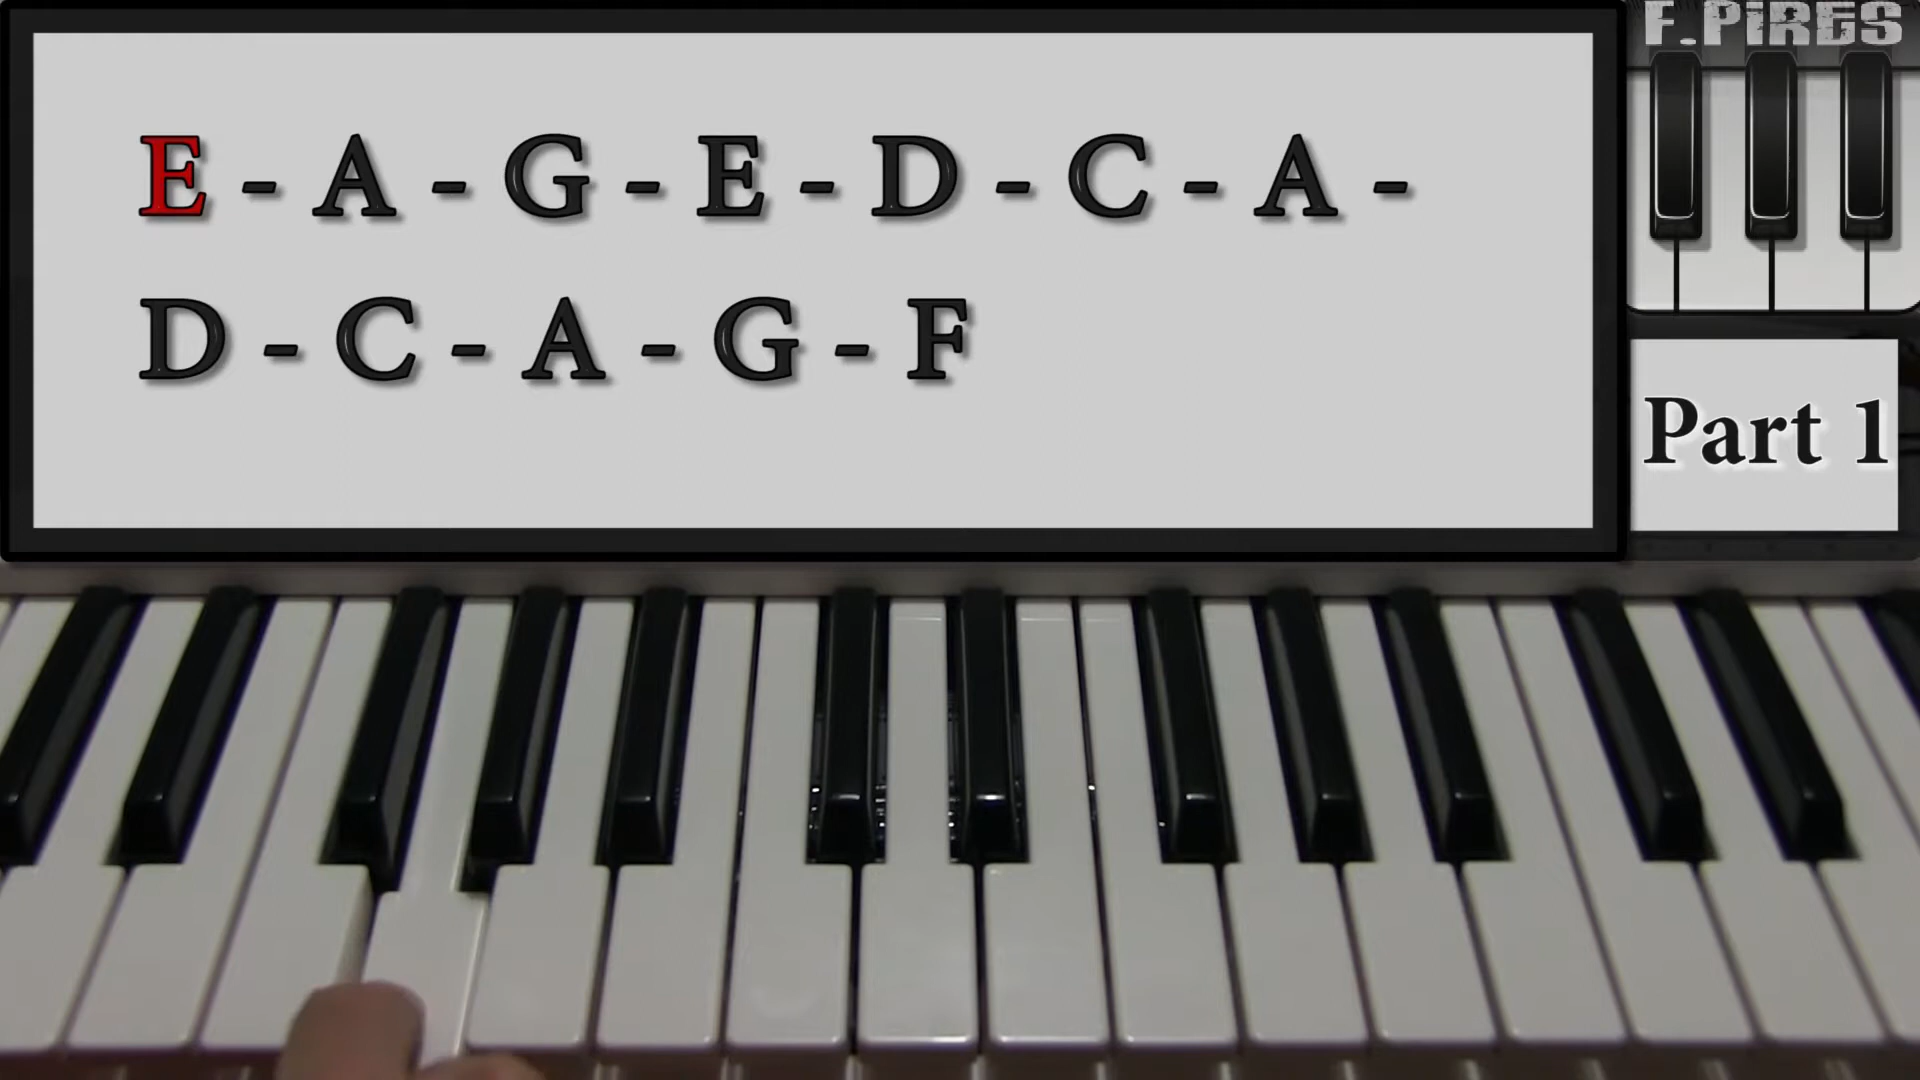 F.PIRES
E - A - G - E - D - C - A -
D - C - A - G - F
Part 1